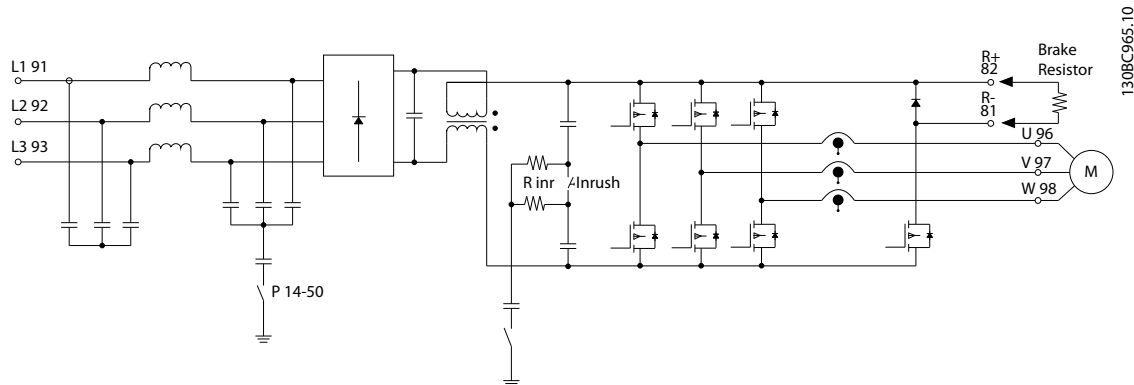 130BC965.10
L1 91
L2 92
L3 93
P 14-50
R inr
Inrush
R+
82
Brake
Resistor
R-
81
U 96
V 97
W 98
M